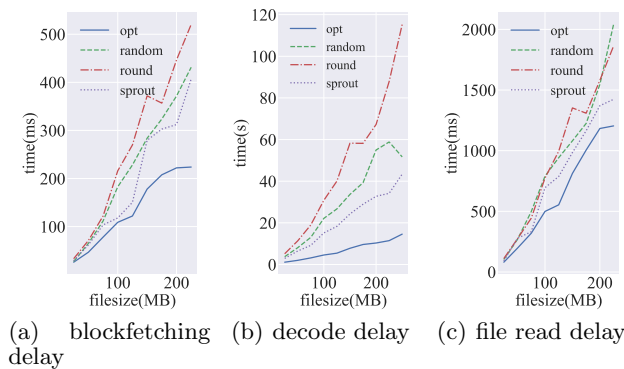 500
400
300
200
100
time(ms)
opt
random
round
sprout
100
200
filesize(MB)
(a) blockfetching
delay
120
100
80
60
40
20
0
time(s)
opt
random
round
sprout
100
200
filesize(MB)
(b) decode delay
2000
1500
1000
500
0
time(ms)
opt
random
round
sprout
100
200
filesize(MB)
(c) file read delay